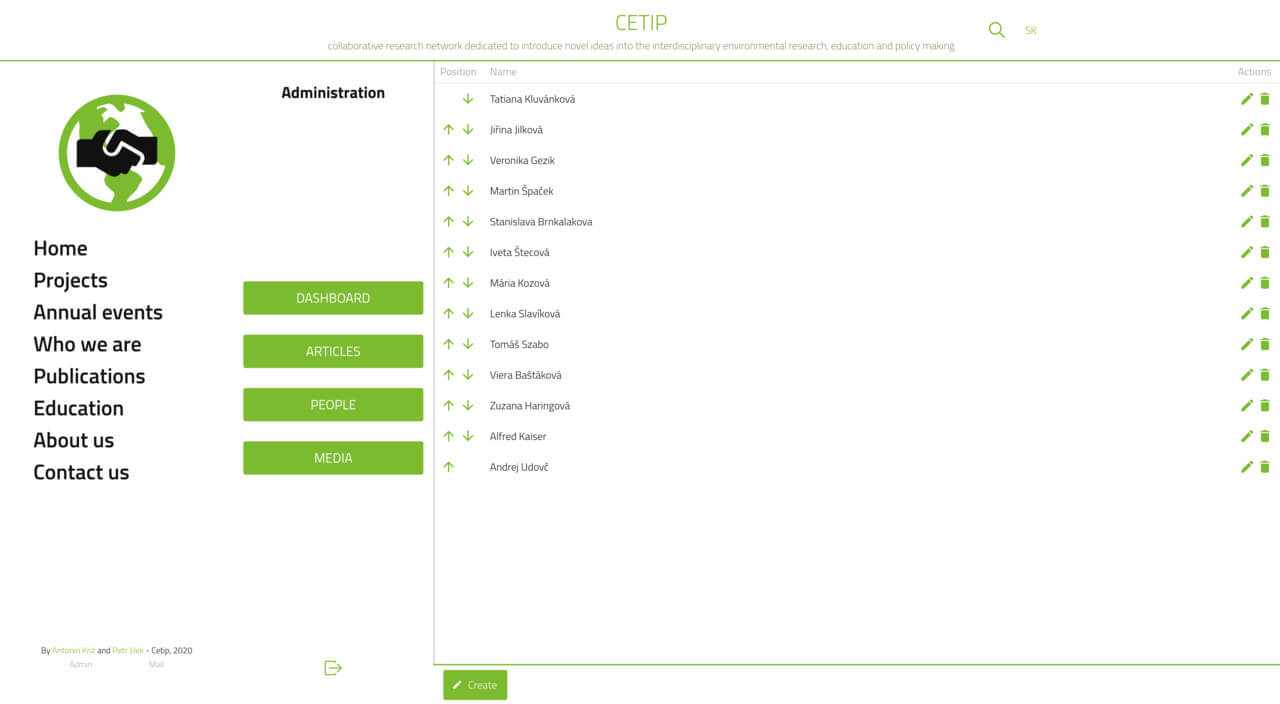 CETIP
collaborative research network dedicated to introduce novel ideas into the interdisciplinary environmental research, education and policy making
SK
Administration
Home
Projects
Annual events
Who we are
Publications
Education
About us
Contact us
DASHBOARD
ARTICLES
PEOPLE
MEDIA
By Antonin Kriz and Petr Jilek - Cetip, 2020
Admin Mail
Position Name Actions
Tatiana Kluvánková
Jiřina Jílková
Veronika Gezik
Martin Špaček
Stanislava Brnkalakova
Iveta Štecová
Mária Kozová
Lenka Slavíková
Tomáš Szabo
Viera Baštáková
Zuzana Haringová
Alfred Kaiser
Andrej Udovč
Create